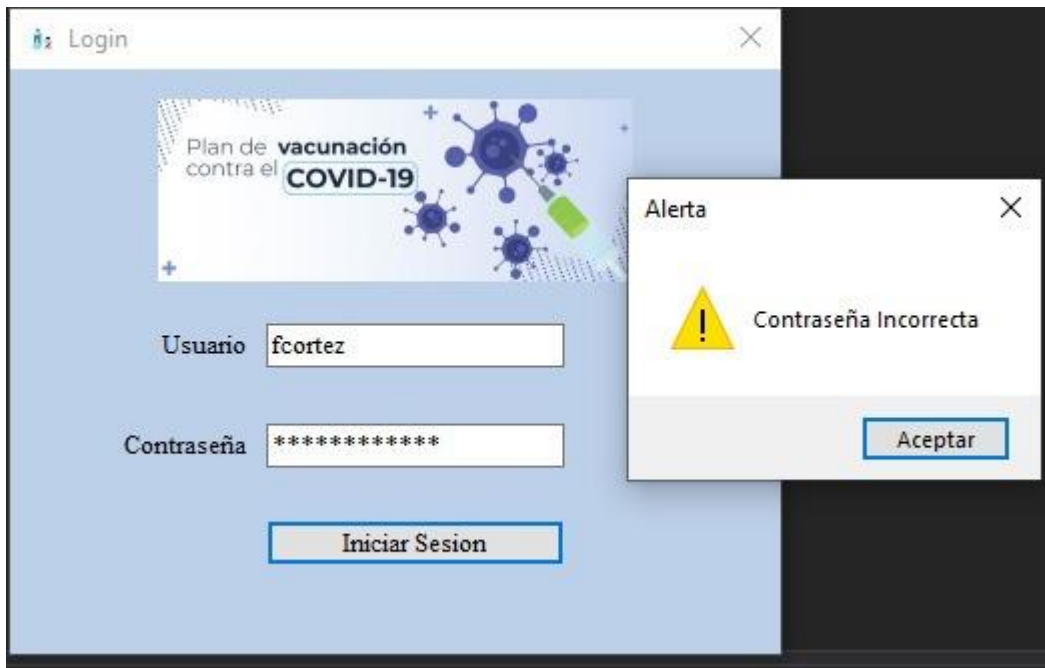 Login
Plan de vacunación
contra el COVID-19
Alerta
Contraseña Incorrecta
Aceptar
Usuario fcortez
Contraseña ************
Iniciar Sesion